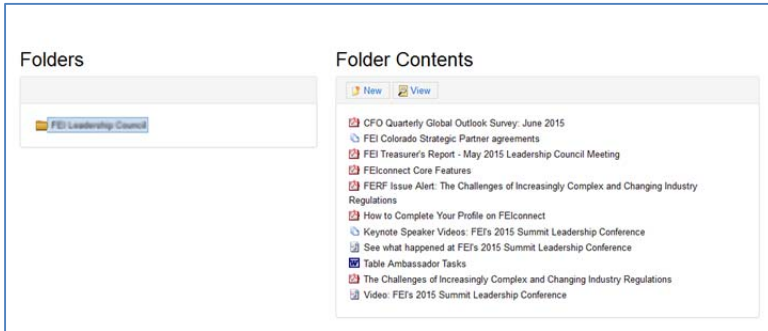 Folders
FEI Leadership Council
Folder Contents
New View
CFO Quarterly Global Outlook Survey: June 2015
FEI Colorado Strategic Partner agreements
FEI Treasurer's Report - May 2015 Leadership Council Meeting
FEIconnect Core Features
FERF Issue Alert: The Challenges of Increasingly Complex and Changing Industry
Regulations
How to Complete Your Profile on FEIconnect
Keynote Speaker Videos: FEI's 2015 Summit Leadership Conference
See what happened at FEI's 2015 Summit Leadership Conference
Table Ambassador Tasks
The Challenges of Increasingly Complex and Changing Industry Regulations
Video: FEI's 2015 Summit Leadership Conference